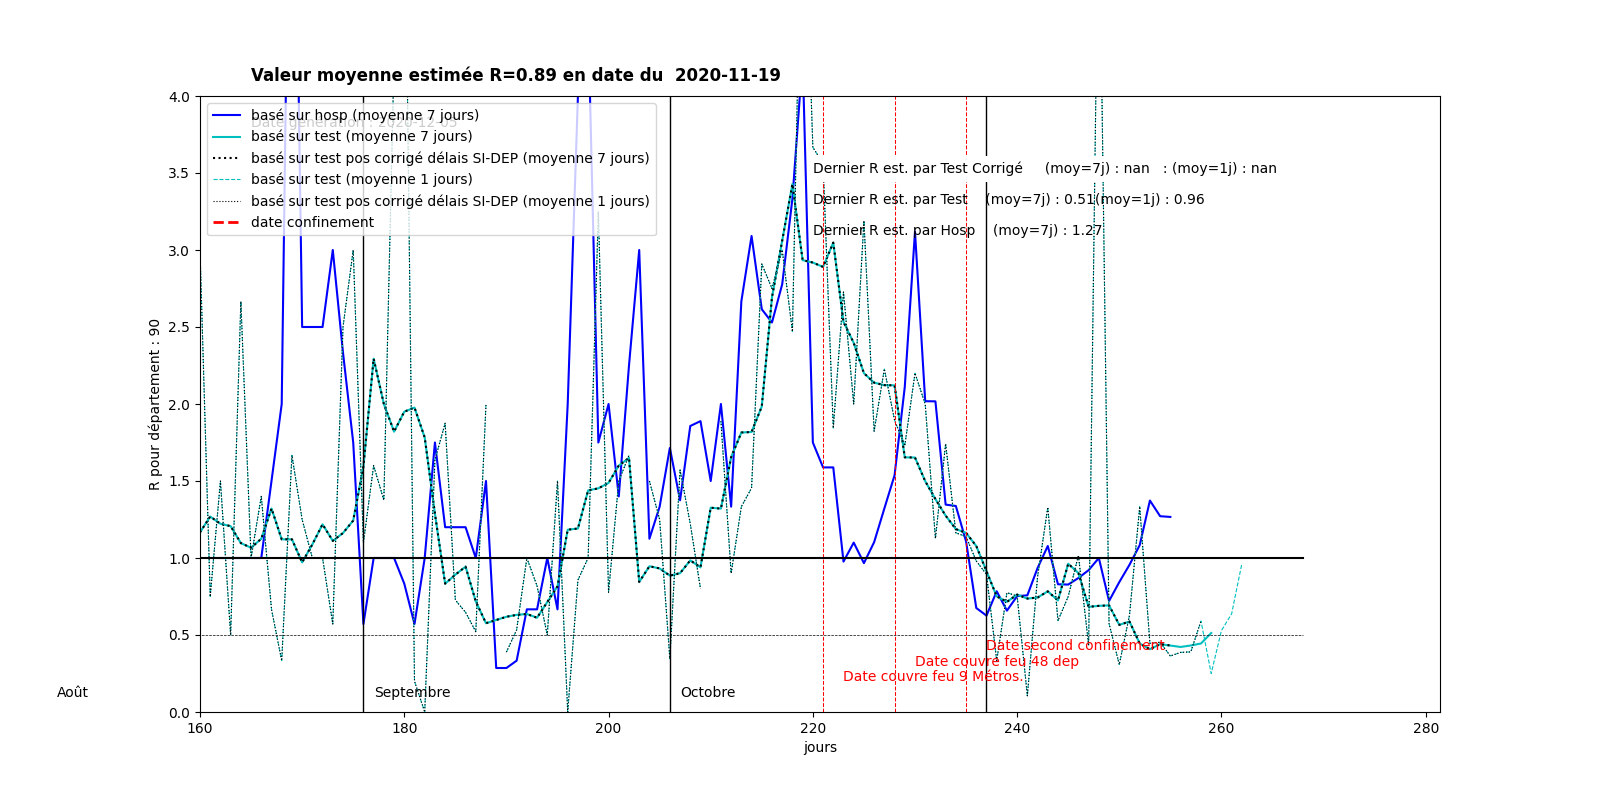 Valeur moyenne estimée R=0.89 en date du  2020-11-19
basé sur hosp (moyenne 7 jours)
basé sur test (moyenne 7 jours)
basé sur test pos corrigé délais SI-DEP (moyenne 7 jours)
basé sur test (moyenne 1 jours)
basé sur test pos corrigé délais SI-DEP (moyenne 1 jours)
date confinement
Dernier R est. par Test Corrigé (moy=7j) : nan : (moy=1j) : nan
Dernier R est. par Test (moy=7j) : 0.51(moy=1j) : 0.96
Dernier R est. par Hosp (moy=7j) : 1.27
R pour département : 90
4.0
3.5
3.0
2.5
2.0
1.5
1.0
0.5
0.0
Date second confinement
Date couvre feu 48 dep
Date couvre feu 9 Métros.
Août
Septembre
Octobre
160 180 200 220 240 260 280
jours